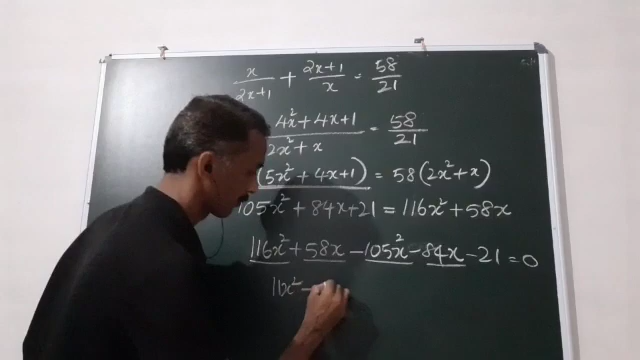 x/(2x+1) + (2x+1)/x = 58/21
4x² + 4x + 1 / 2x² + x = 58/21
(5x² + 4x + 1) = 58(2x² + x)
105x² + 84x + 21 = 116x² + 58x
116x² + 58x - 105x² - 84x - 21 = 0
11x² -